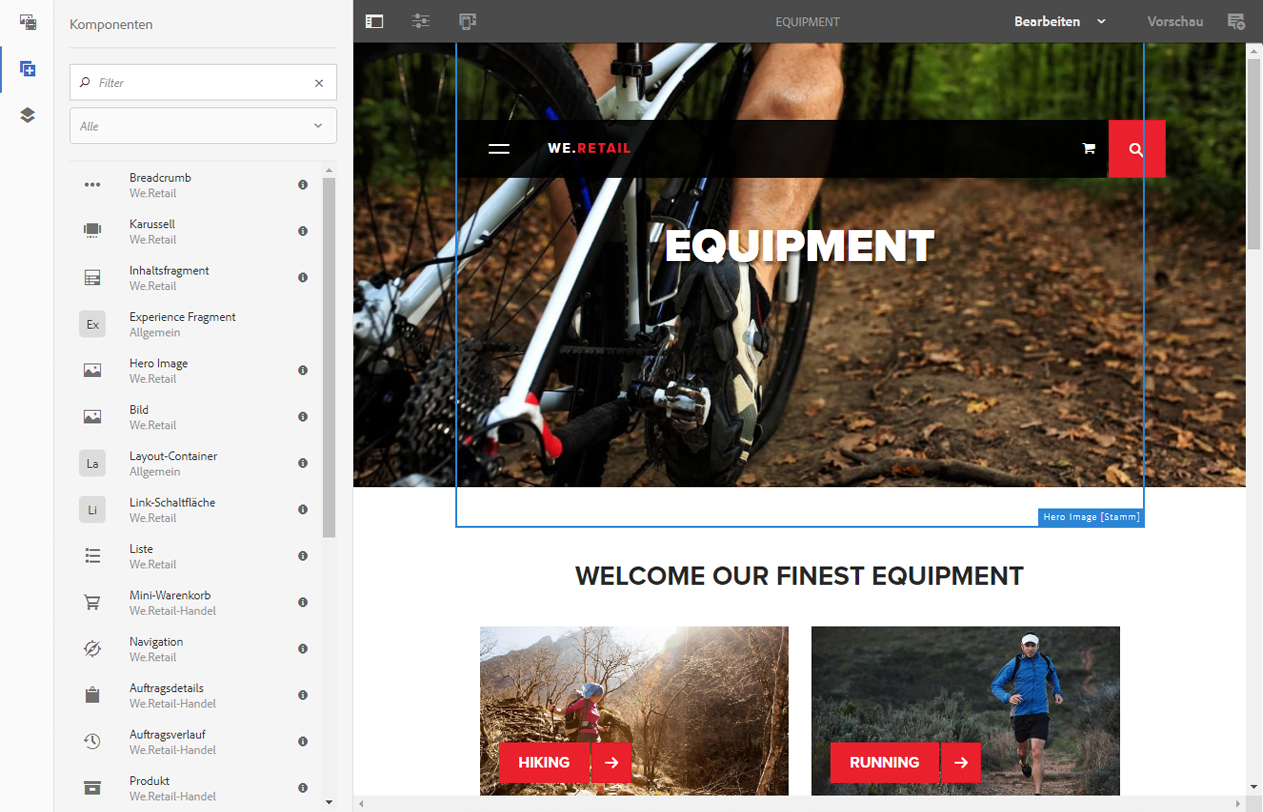 Komponenten
Filter
Alle
Breadcrumb
We.Retail
Karussell
We.Retail
Inhaltsfragment
We.Retail
Ex
Experience Fragment
Allgemein
Hero Image
We.Retail
Bild
We.Retail
La
Layout-Container
Allgemein
Li
Link-Schaltfläche
We.Retail
Liste
We.Retail
Mini-Warenkorb
We.Retail-Handel
Navigation
We.Retail
Auftragsdetails
We.Retail-Handel
Auftragsverlauf
We.Retail-Handel
Produkt
We.Retail-Handel
EQUIPMENT
Bearbeiten
Vorschau
WE.RETAIL
EQUIPMENT
Hero Image [Stamm]
WELCOME OUR FINEST EQUIPMENT
HIKING
RUNNING